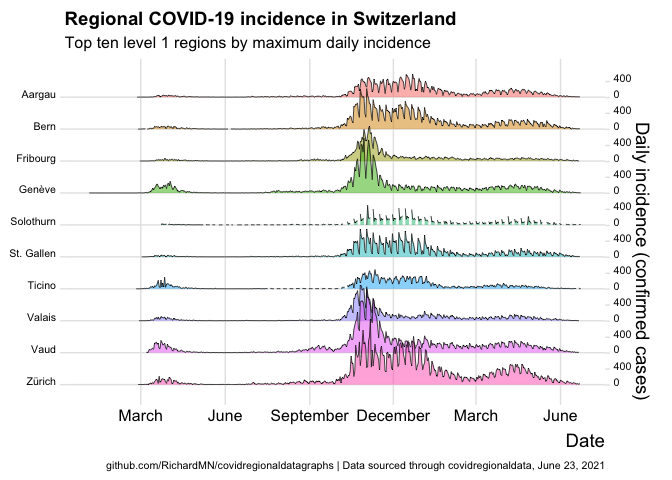 Regional COVID-19 incidence in Switzerland
Top ten level 1 regions by maximum daily incidence
Aargau
400
0
Bern
400
0
Fribourg
400
0
Genève
400
0
Solothurn
400
0
St. Gallen
400
0
Ticino
400
0
Valais
400
0
Vaud
400
0
Zürich
400
0
Daily incidence (confirmed cases)
March June September December March June
Date
github.com/RichardMN/covidregionaldatagraphs | Data sourced through covidregionaldata, June 23, 2021